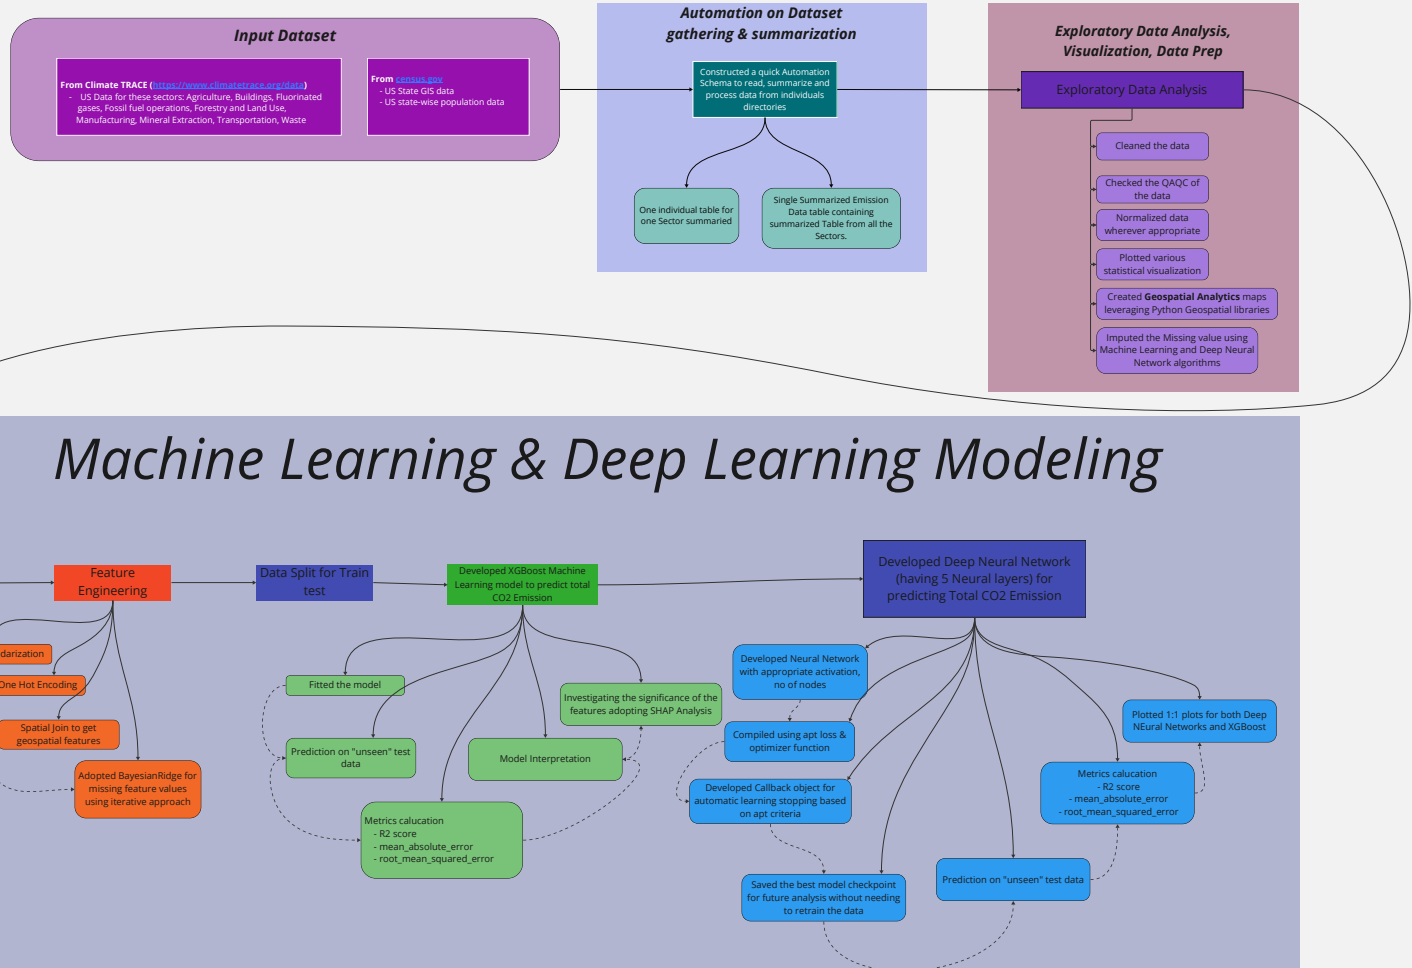 Input Dataset
From Climate TRACE (https://www.climatetrace.org/data)
- US Data for these sectors: Agriculture, Buildings, Fluorinated
gases, Fossil fuel operations, Forestry and Land Use,
Manufacturing, Mineral Extraction, Transportation, Waste
From census.gov
- US State GIS data
- US state-wise population data
Automation on Dataset
gathering & summarization
Constructed a quick Automation
Schema to read, summarize and
process data from individuals
directories
One individual table for
one Sector summaried
Single Summarized Emission
Data table containing
summarized Table from all the
Sectors.
Exploratory Data Analysis,
Visualization, Data Prep
Exploratory Data Analysis
Cleaned the data
Checked the QAQC of
the data
Normalized data
wherever appropriate
Plotted various
statistical visualization
Created Geospatial Analytics maps
leveraging Python Geospatial libraries
Imputed the Missing value using
Machine Learning and Deep Neural
Network algorithms
Machine Learning & Deep Learning Modeling
Feature
Engineering
darization
One Hot Encoding
Spatial Join to get
geospatial features
Adopted BayesianRidge for
missing feature values
using iterative approach
Data Split for Train
test
Developed XGBoost Machine
Learning model to predict total
CO2 Emission
Fitted the model
Prediction on "unseen" test
data
Metrics calucation
- R2 score
- mean_absolute_error
- root_mean_squared_error
Model Interpretation
Investigating the significance of the
features adopting SHAP Analysis
Developed Deep Neural Network
(having 5 Neural layers) for
predicting Total CO2 Emission
Developed Neural Network
with appropriate activation,
no of nodes
Compiled using apt loss &
optimizer function
Developed Callback object for
automatic learning stopping based
on apt criteria
Saved the best model checkpoint
for future analysis without needing
to retrain the data
Prediction on "unseen" test data
Metrics calucation
- R2 score
- mean_absolute_error
- root_mean_squared_error
Plotted 1:1 plots for both Deep
NEural Networks and XGBoost